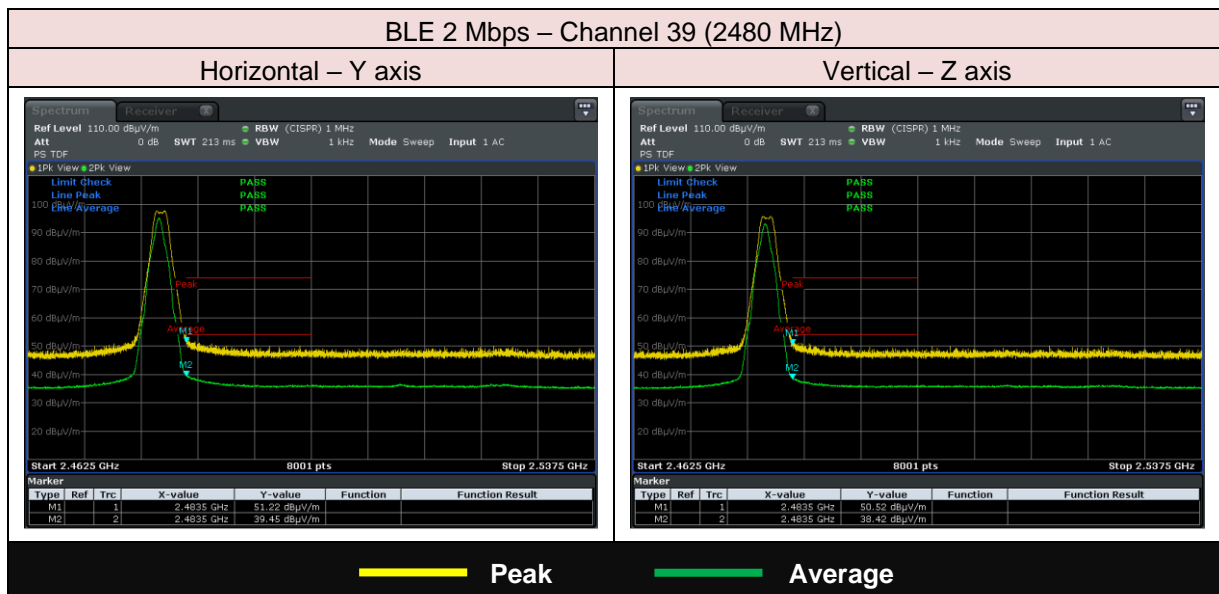 BLE 2 Mbps – Channel 39 (2480 MHz)
Horizontal – Y axis
Vertical – Z axis
Spectrum Receiver
Ref Level 110.00 dBµV/m RBW (CISPR) 1 MHz
Att 0 dB SWT 213 ms VBW 1 kHz Mode Sweep Input 1 AC
PS TDF
1Pk View 2Pk View
Limit Check PASS
Line Peak PASS
Line Average PASS
100 dBµV/m
90 dBµV/m
80 dBµV/m
70 dBµV/m
60 dBµV/m
50 dBµV/m
40 dBµV/m
30 dBµV/m
20 dBµV/m
Peak
Average
M1
M2
Start 2.4625 GHz 8001 pts Stop 2.5375 GHz
Marker
Type Ref Trc X-value Y-value Function Function Result
M1 1 2.4835 GHz 51.22 dBµV/m
M2 2 2.4835 GHz 39.45 dBµV/m
Spectrum Receiver
Ref Level 110.00 dBµV/m RBW (CISPR) 1 MHz
Att 0 dB SWT 213 ms VBW 1 kHz Mode Sweep Input 1 AC
PS TDF
1Pk View 2Pk View
Limit Check PASS
Line Peak PASS
Line Average PASS
100 dBµV/m
90 dBµV/m
80 dBµV/m
70 dBµV/m
60 dBµV/m
50 dBµV/m
40 dBµV/m
30 dBµV/m
20 dBµV/m
Peak
Average
M1
M2
Start 2.4625 GHz 8001 pts Stop 2.5375 GHz
Marker
Type Ref Trc X-value Y-value Function Function Result
M1 1 2.4835 GHz 50.52 dBµV/m
M2 2 2.4835 GHz 38.42 dBµV/m
Peak Average